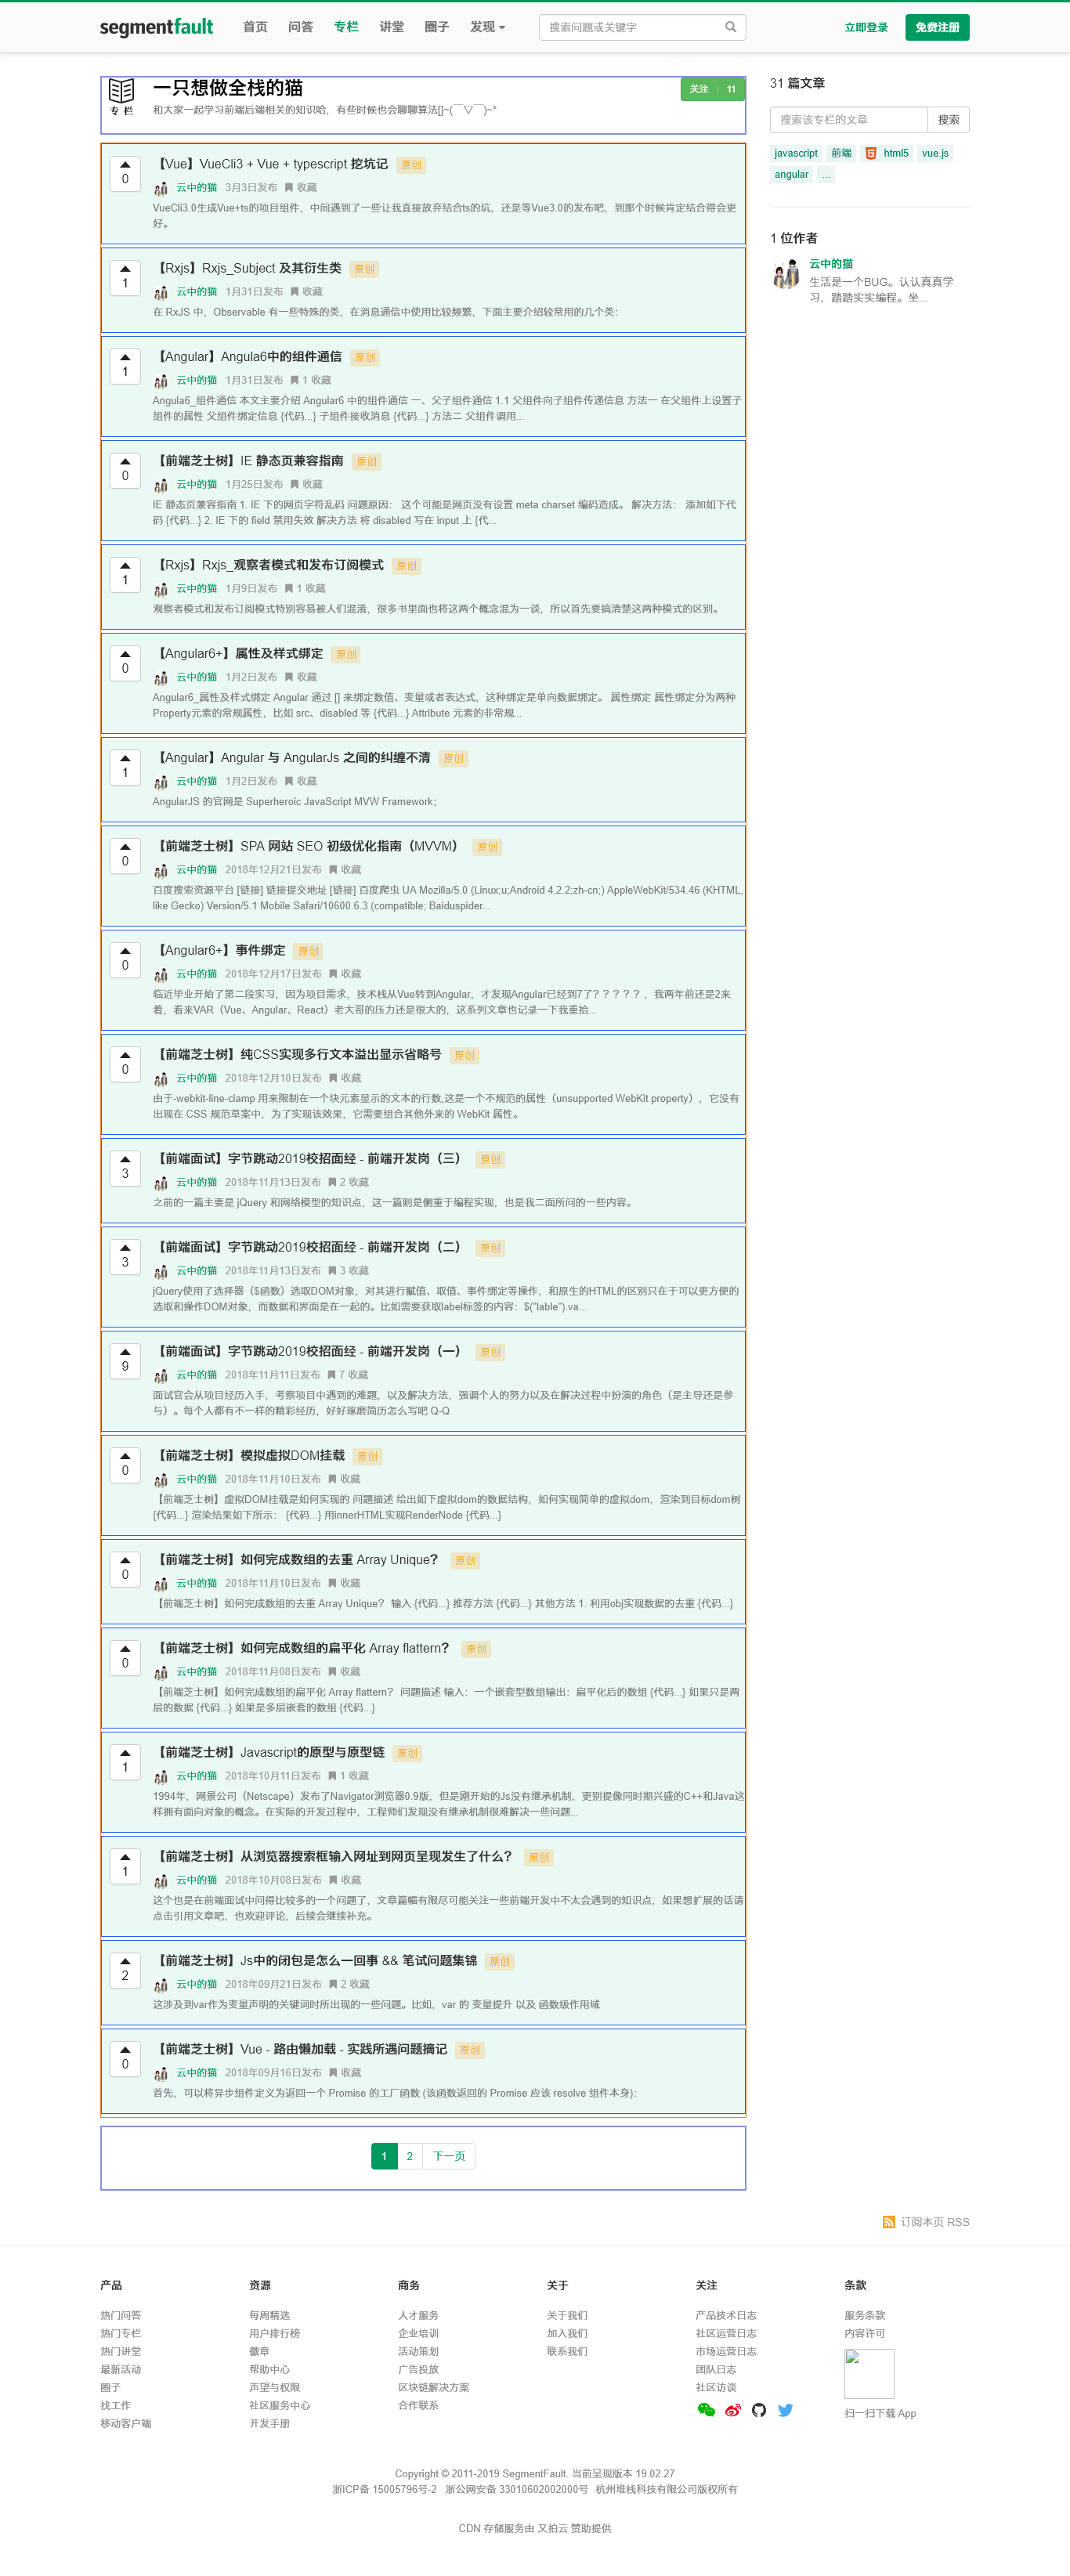 segmentfault 首页 问答 专栏 讲堂 圈子 发现 搜索问题或关键字 立即登录 免费注册
专 栏
一只想做全栈的猫
关注 | 11
和大家一起学习前端后端相关的知识哈，有些时候也会聊聊算法[]~(￣▽￣)~*
0
【Vue】VueCli3 + Vue + typescript 挖坑记 原创
云中的猫 3月3日发布 收藏
VueCli3.0生成Vue+ts的项目组件，中间遇到了一些让我直接放弃结合ts的坑，还是等Vue3.0的发布吧，到那个时候肯定结合得会更
好。
1
【Rxjs】Rxjs_Subject 及其衍生类 原创
云中的猫 1月31日发布 收藏
在 RxJS 中，Observable 有一些特殊的类，在消息通信中使用比较频繁，下面主要介绍较常用的几个类：
1
【Angular】Angula6中的组件通信 原创
云中的猫 1月31日发布 1 收藏
Angula6_组件通信 本文主要介绍 Angular6 中的组件通信 一、父子组件通信 1.1 父组件向子组件传递信息 方法一 在父组件上设置子
组件的属性 父组件绑定信息 {代码...} 子组件接收消息 {代码...} 方法二 父组件调用...
0
【前端芝士树】IE 静态页兼容指南 原创
云中的猫 1月25日发布 收藏
IE 静态页兼容指南 1. IE 下的网页字符乱码 问题原因： 这个可能是网页没有设置 meta charset 编码造成。 解决方法： 添加如下代
码 {代码...} 2. IE 下的 field 禁用失效 解决方法 将 disabled 写在 input 上 {代...
1
【Rxjs】Rxjs_观察者模式和发布订阅模式 原创
云中的猫 1月9日发布 1 收藏
观察者模式和发布订阅模式特别容易被人们混淆，很多书里面也将这两个概念混为一谈，所以首先要搞清楚这两种模式的区别。
0
【Angular6+】属性及样式绑定 原创
云中的猫 1月2日发布 收藏
Angular6_属性及样式绑定 Angular 通过 [] 来绑定数值、变量或者表达式，这种绑定是单向数据绑定。 属性绑定 属性绑定分为两种
Property元素的常规属性，比如 src、disabled 等 {代码...} Attribute 元素的非常规...
1
【Angular】Angular 与 AngularJs 之间的纠缠不清 原创
云中的猫 1月2日发布 收藏
AngularJS 的官网是 Superheroic JavaScript MVW Framework；
0
【前端芝士树】SPA 网站 SEO 初级优化指南（MVVM） 原创
云中的猫 2018年12月21日发布 收藏
百度搜索资源平台 [链接] 链接提交地址 [链接] 百度爬虫 UA Mozilla/5.0 (Linux;u;Android 4.2.2;zh-cn;) AppleWebKit/534.46 (KHTML,
like Gecko) Version/5.1 Mobile Safari/10600.6.3 (compatible; Baiduspider...
0
【Angular6+】事件绑定 原创
云中的猫 2018年12月17日发布 收藏
临近毕业开始了第二段实习，因为项目需求，技术栈从Vue转到Angular，才发现Angular已经到7了？？？？？，我两年前还是2来
着，看来VAR（Vue、Angular、React）老大哥的压力还是很大的，这系列文章也记录一下我重拾...
0
【前端芝士树】纯CSS实现多行文本溢出显示省略号 原创
云中的猫 2018年12月10日发布 收藏
由于-webkit-line-clamp 用来限制在一个块元素显示的文本的行数,这是一个不规范的属性（unsupported WebKit property），它没有
出现在 CSS 规范草案中，为了实现该效果，它需要组合其他外来的 WebKit 属性。
3
【前端面试】字节跳动2019校招面经 - 前端开发岗（三） 原创
云中的猫 2018年11月13日发布 2 收藏
之前的一篇主要是 jQuery 和网络模型的知识点，这一篇则是侧重于编程实现，也是我二面所问的一些内容。
3
【前端面试】字节跳动2019校招面经 - 前端开发岗（二） 原创
云中的猫 2018年11月13日发布 3 收藏
jQuery使用了选择器（$函数）选取DOM对象，对其进行赋值、取值、事件绑定等操作，和原生的HTML的区别只在于可以更方便的
选取和操作DOM对象，而数据和界面是在一起的。比如需要获取label标签的内容：$("lable").va...
9
【前端面试】字节跳动2019校招面经 - 前端开发岗（一） 原创
云中的猫 2018年11月11日发布 7 收藏
面试官会从项目经历入手，考察项目中遇到的难题，以及解决方法，强调个人的努力以及在解决过程中扮演的角色（是主导还是参
与）。每个人都有不一样的精彩经历，好好琢磨简历怎么写吧 Q-Q
0
【前端芝士树】模拟虚拟DOM挂载 原创
云中的猫 2018年11月10日发布 收藏
【前端芝士树】虚拟DOM挂载是如何实现的 问题描述 给出如下虚拟dom的数据结构，如何实现简单的虚拟dom，渲染到目标dom树
{代码...} 渲染结果如下所示： {代码...} 用innerHTML实现RenderNode {代码...}
0
【前端芝士树】如何完成数组的去重 Array Unique？ 原创
云中的猫 2018年11月10日发布 收藏
【前端芝士树】如何完成数组的去重 Array Unique？ 输入 {代码...} 推荐方法 {代码...} 其他方法 1. 利用obj实现数据的去重 {代码...}
0
【前端芝士树】如何完成数组的扁平化 Array flattern？ 原创
云中的猫 2018年11月08日发布 收藏
【前端芝士树】如何完成数组的扁平化 Array flattern？ 问题描述 输入：一个嵌套型数组输出：扁平化后的数组 {代码...} 如果只是两
层的数据 {代码...} 如果是多层嵌套的数组 {代码...}
1
【前端芝士树】Javascript的原型与原型链 原创
云中的猫 2018年10月11日发布 1 收藏
1994年，网景公司（Netscape）发布了Navigator浏览器0.9版，但是刚开始的Js没有继承机制，更别提像同时期兴盛的C++和Java这
样拥有面向对象的概念。在实际的开发过程中，工程师们发现没有继承机制很难解决一些问题...
1
【前端芝士树】从浏览器搜索框输入网址到网页呈现发生了什么？ 原创
云中的猫 2018年10月08日发布 收藏
这个也是在前端面试中问得比较多的一个问题了，文章篇幅有限尽可能关注一些前端开发中不太会遇到的知识点，如果想扩展的话请
点击引用文章吧，也欢迎评论，后续会继续补充。
2
【前端芝士树】Js中的闭包是怎么一回事 && 笔试问题集锦 原创
云中的猫 2018年09月21日发布 2 收藏
这涉及到var作为变量声明的关键词时所出现的一些问题。比如，var 的 变量提升 以及 函数级作用域
0
【前端芝士树】Vue - 路由懒加载 - 实践所遇问题摘记 原创
云中的猫 2018年09月16日发布 收藏
首先，可以将异步组件定义为返回一个 Promise 的工厂函数 (该函数返回的 Promise 应该 resolve 组件本身)：
1 2 下一页
31 篇文章
搜索该专栏的文章 搜索
javascript 前端 html5 vue.js
angular ...
1 位作者
云中的猫
生活是一个BUG。认认真真学
习，踏踏实实编程。坐...
订阅本页 RSS
产品
热门问答
热门专栏
热门讲堂
最新活动
圈子
找工作
移动客户端
资源
每周精选
用户排行榜
徽章
帮助中心
声望与权限
社区服务中心
开发手册
商务
人才服务
企业培训
活动策划
广告投放
区块链解决方案
合作联系
关于
关于我们
加入我们
联系我们
关注
产品技术日志
社区运营日志
市场运营日志
团队日志
社区访谈
条款
服务条款
内容许可
扫一扫下载 App
Copyright © 2011-2019 SegmentFault. 当前呈现版本 19.02.27
浙ICP备 15005796号-2 浙公网安备 33010602002000号 杭州堆栈科技有限公司版权所有
CDN 存储服务由 又拍云 赞助提供